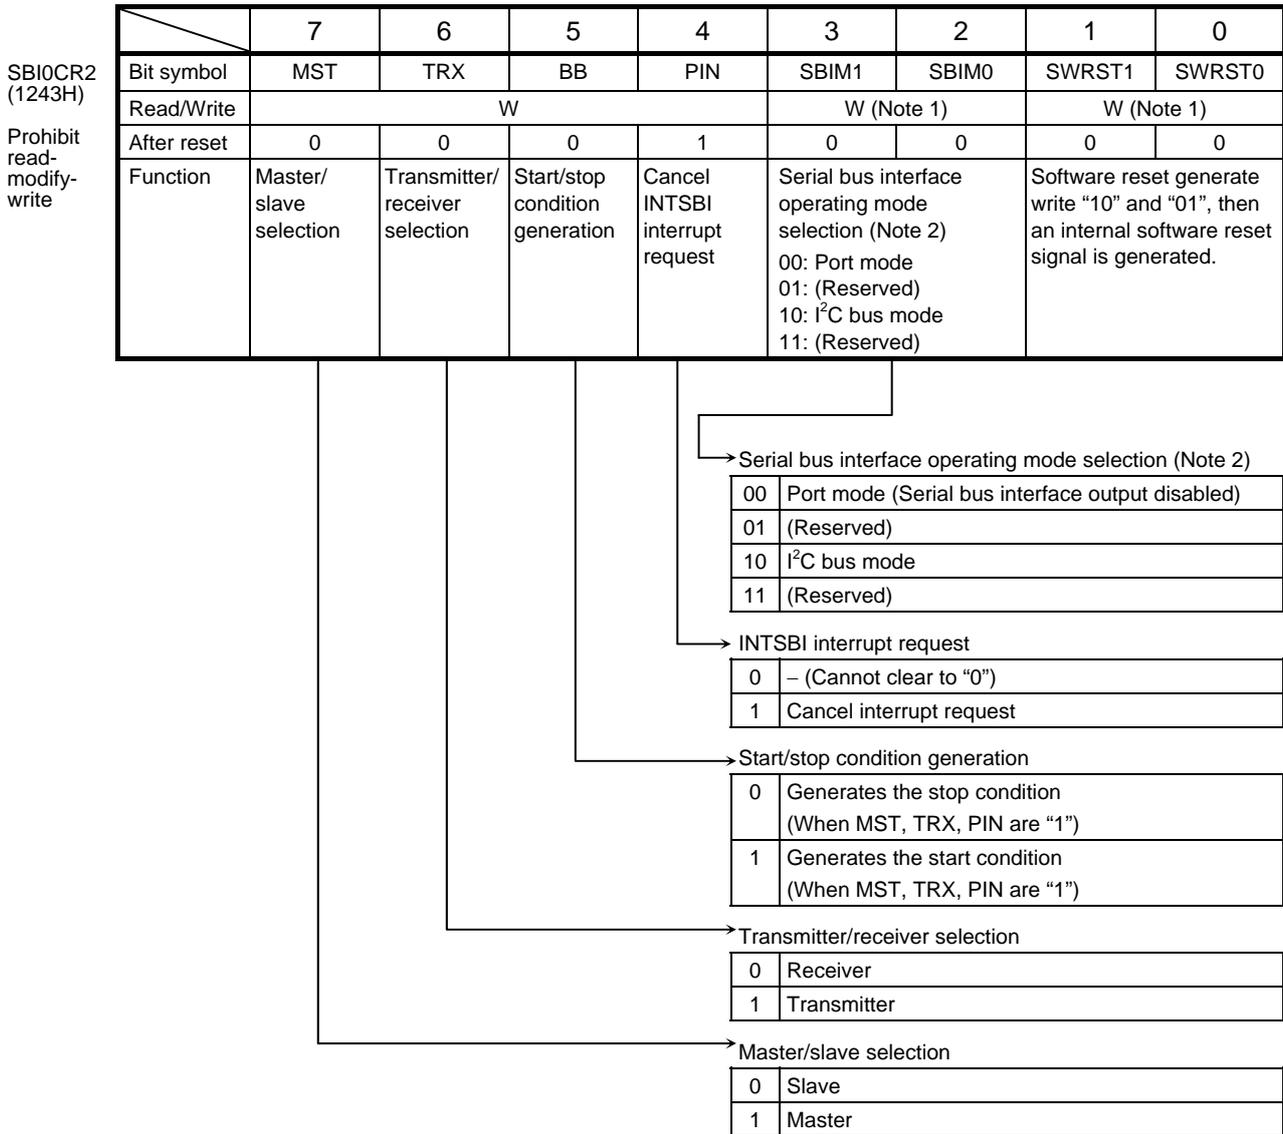 7 6 5 4 3 2 1 0
SBI0CR2
(1243H)
Prohibit
read-
modify-
write
Bit symbol MST TRX BB PIN SBIM1 SBIM0 SWRST1 SWRST0
Read/Write W W (Note 1) W (Note 1)
After reset 0 0 0 1 0 0 0 0
Function
Master/
slave
selection
Transmitter/
receiver
selection
Start/stop
condition
generation
Cancel
INTSBI
interrupt
request
Serial bus interface
operating mode
selection (Note 2)
00: Port mode
01: (Reserved)
10: I²C bus mode
11: (Reserved)
Software reset generate
write “10” and “01”, then
an internal software reset
signal is generated.
Serial bus interface operating mode selection (Note 2)
00 Port mode (Serial bus interface output disabled)
01 (Reserved)
10 I²C bus mode
11 (Reserved)
INTSBI interrupt request
0 – (Cannot clear to “0”)
1 Cancel interrupt request
Start/stop condition generation
0 Generates the stop condition
(When MST, TRX, PIN are “1”)
1 Generates the start condition
(When MST, TRX, PIN are “1”)
Transmitter/receiver selection
0 Receiver
1 Transmitter
Master/slave selection
0 Slave
1 Master